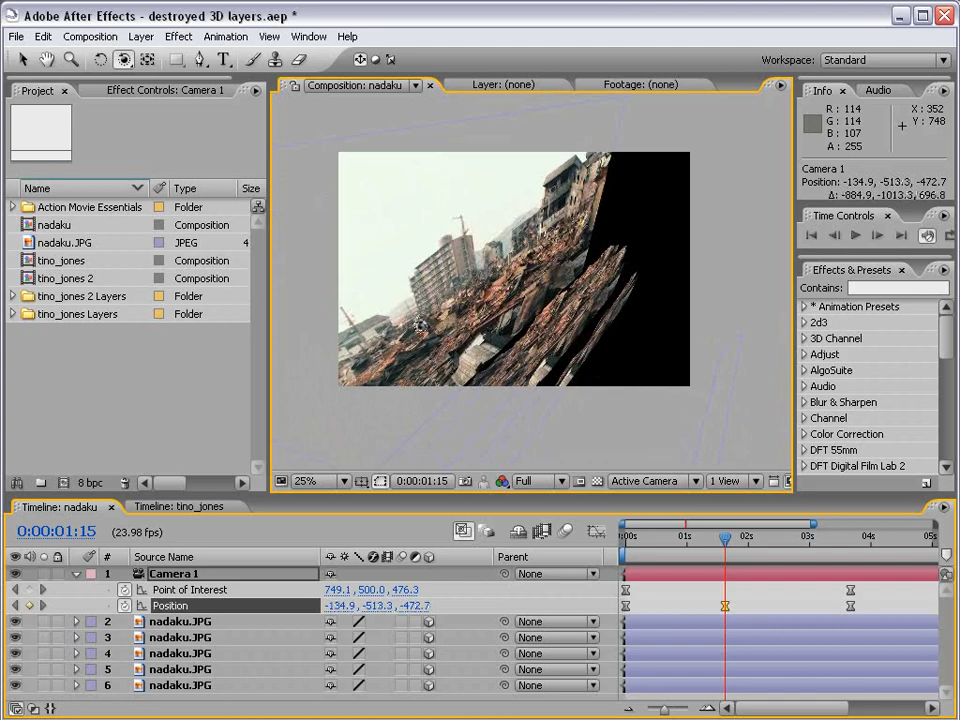 Adobe After Effects - destroyed 3D layers.aep *
File Edit Composition Layer Effect Animation View Window Help
Workspace: Standard
Project Effect Controls: Camera 1
Composition: nadaku Layer: (none) Footage: (none)
Info Audio
R: 114 X: 352
G: 114 Y: 748
B: 107
A: 255
Camera 1
Position: -134.9, -513.3, -472.7
Δ: -884.9, -1013.3, 696.8
Time Controls
Effects & Presets
Contains:
* Animation Presets
2d3
3D Channel
Adjust
AlgoSuite
Audio
Blur & Sharpen
Channel
Color Correction
DFT 55mm
DFT Digital Film Lab 2
Name Type Size
Action Movie Essentials Folder
nadaku Composition
nadaku.JPG JPEG 4
tino_jones Composition
tino_jones 2 Composition
tino_jones 2 Layers Folder
tino_jones Layers Folder
8 bpc
25% 0:00:01:15 Full Active Camera 1 View
Timeline: nadaku Timeline: tino_jones
0:00:01:15 (23.98 fps)
:00s 01s 02s 03s 04s 05s
# Source Name Parent
1 Camera 1 None
Point of Interest 749.1, 500.0, 476.3
Position -134.9, -513.3, -472.7
2 nadaku.JPG None
3 nadaku.JPG None
4 nadaku.JPG None
5 nadaku.JPG None
6 nadaku.JPG None